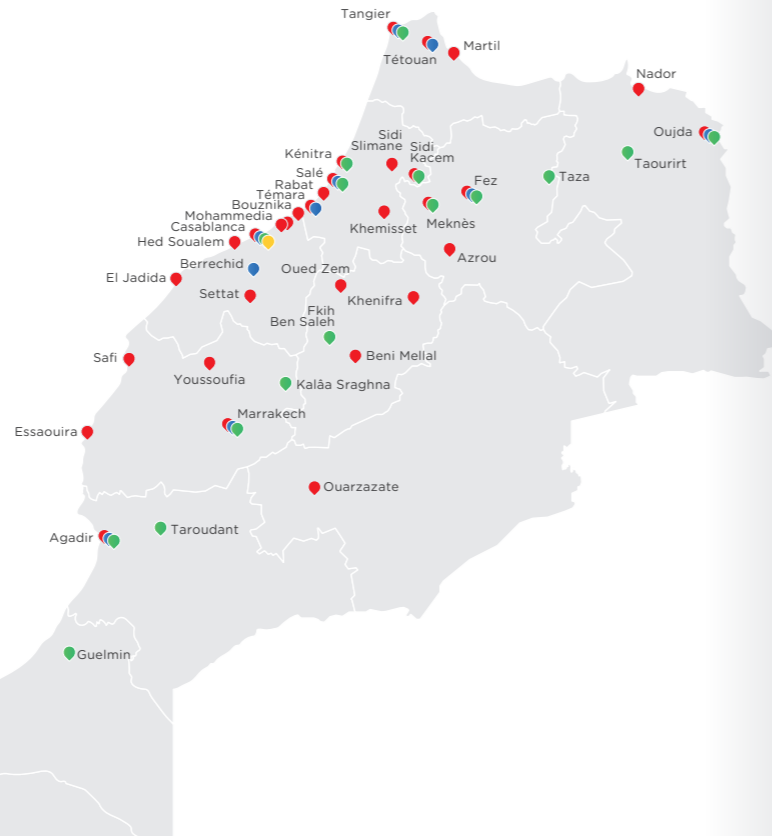 Tangier
Martil
Tétouan
Nador
Oujda
Sidi
Slimane
Sidi
Kacem
Kénitra
Taourirt
Salé
Fez
Taza
Rabat
Témara
Bouznika
Mohammedia
Khemisset
Meknès
Casablanca
Hed Soualem
Azrou
Berrechid
Oued Zem
El Jadida
Settat
Khenifra
Fkih
Ben Saleh
Beni Mellal
Safi
Youssoufia
Kalâa Sraghna
Marrakech
Essaouira
Ouarzazate
Agadir
Taroudant
Guelmin